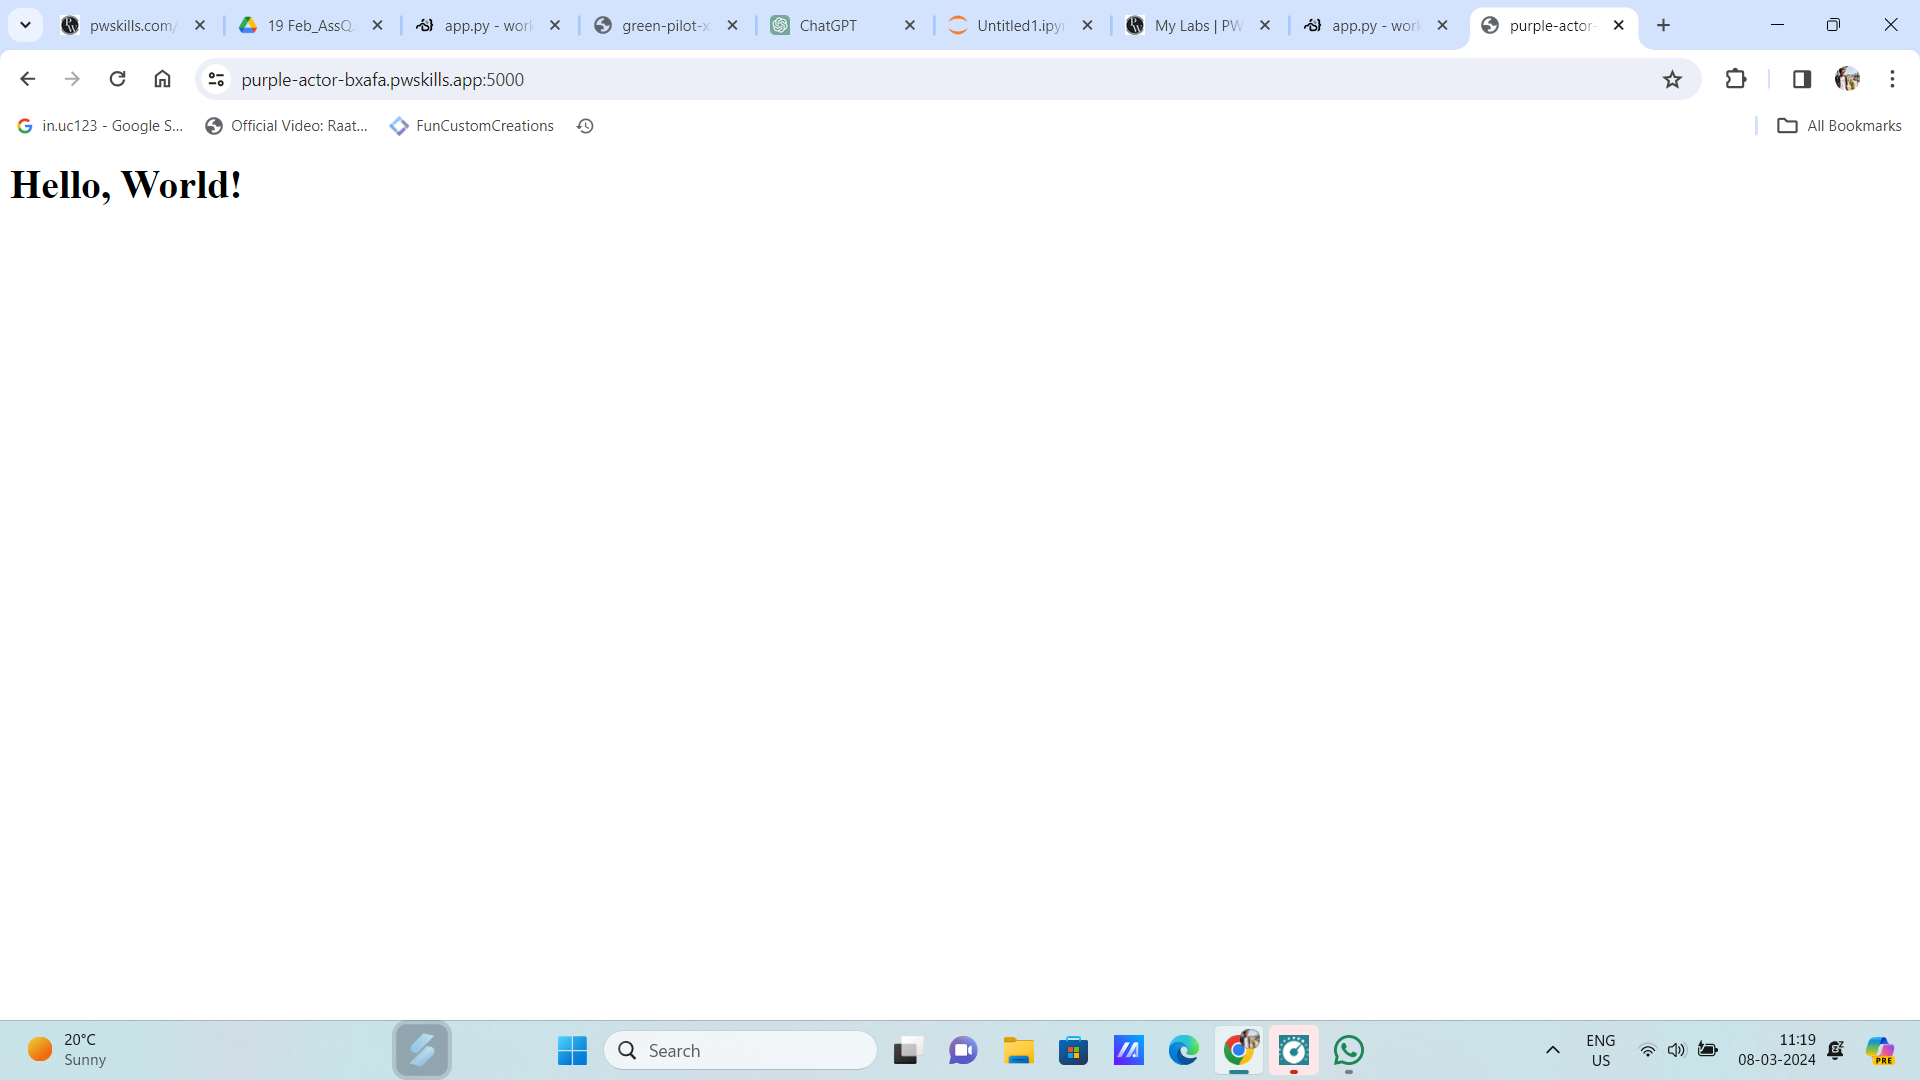 pwskills.com/
19 Feb_AssQ
app.py - work
green-pilot-x
ChatGPT
Untitled1.ipyn
My Labs | PW
app.py - work
purple-actor-
purple-actor-bxafa.pwskills.app:5000
in.uc123 - Google S...
Official Video: Raat...
FunCustomCreations
All Bookmarks
Hello, World!
20°C
Sunny
Search
ENG
US
11:19
08-03-2024
PRE